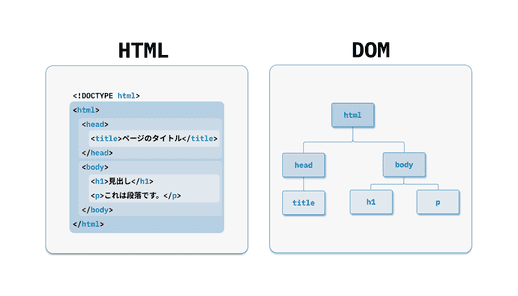 HTML
<!DOCTYPE html>
<html>
<head>
<title>ページのタイトル</title>
</head>
<body>
<h1>見出し</h1>
<p>これは段落です。</p>
</body>
</html>
DOM
html
head
body
title
h1
p